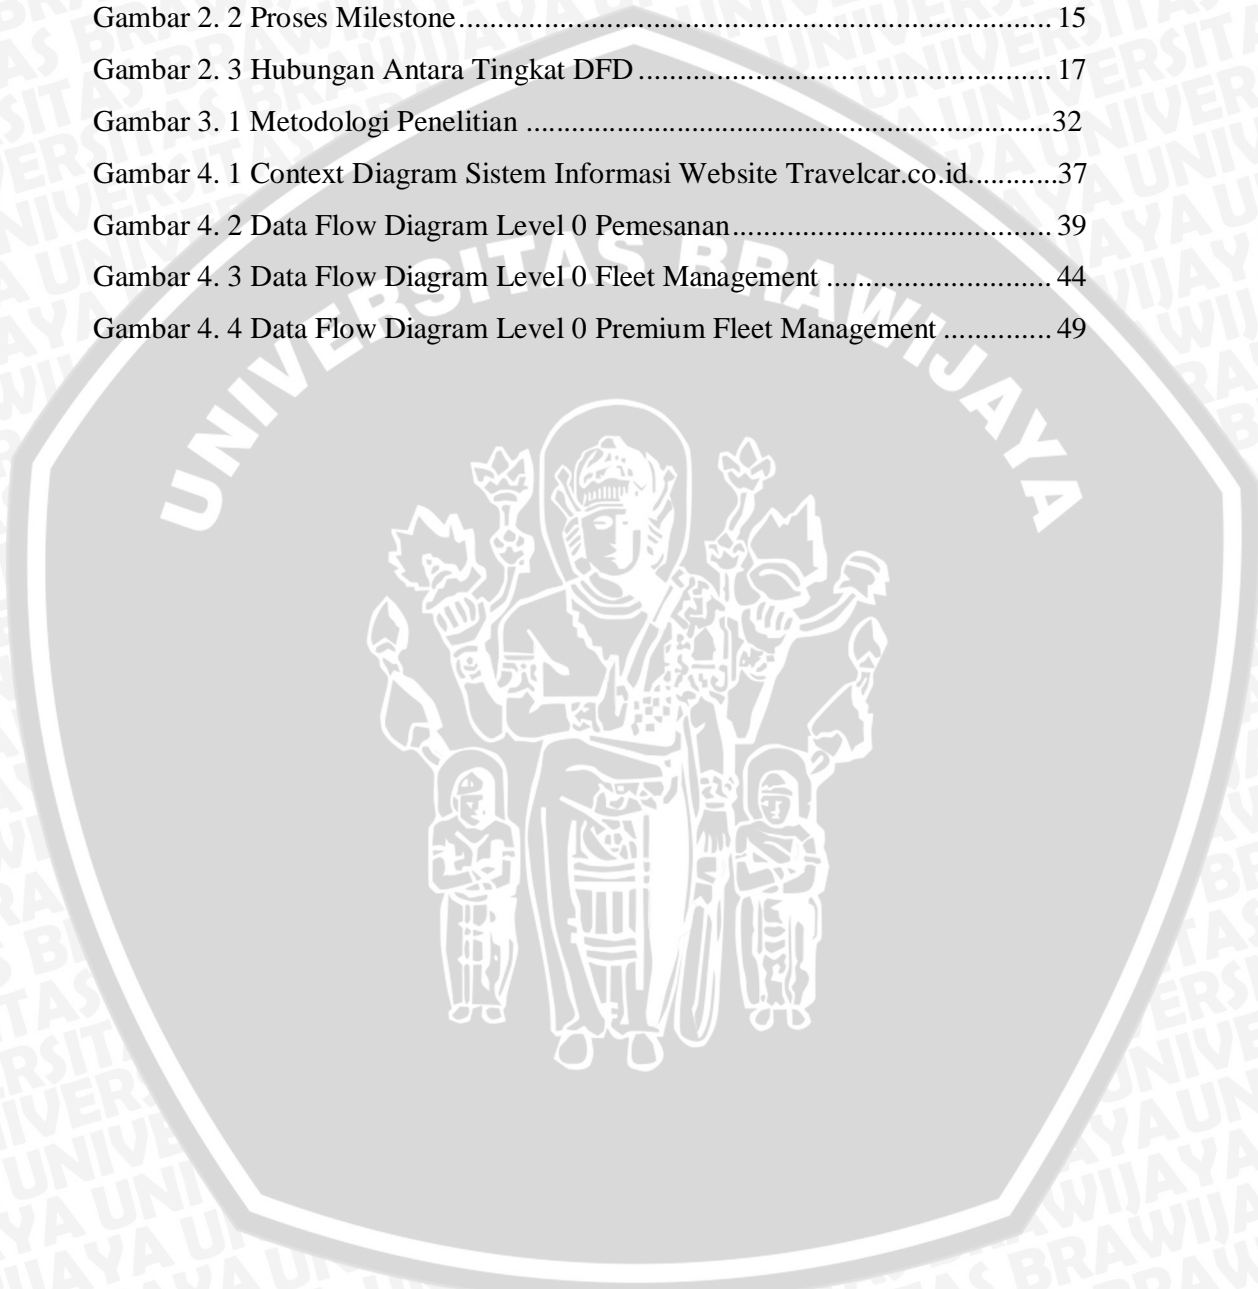 Gambar 2. 2 Proses Milestone............................................................................ 15
Gambar 2. 3 Hubungan Antara Tingkat DFD ..................................................... 17
Gambar 3. 1 Metodologi Penelitian ....................................................................32
Gambar 4. 1 Context Diagram Sistem Informasi Website Travelcar.co.id............37
Gambar 4. 2 Data Flow Diagram Level 0 Pemesanan......................................... 39
Gambar 4. 3 Data Flow Diagram Level 0 Fleet Management ............................. 44
Gambar 4. 4 Data Flow Diagram Level 0 Premium Fleet Management .............. 49
UNIVERSITAS BRAWIJAYA